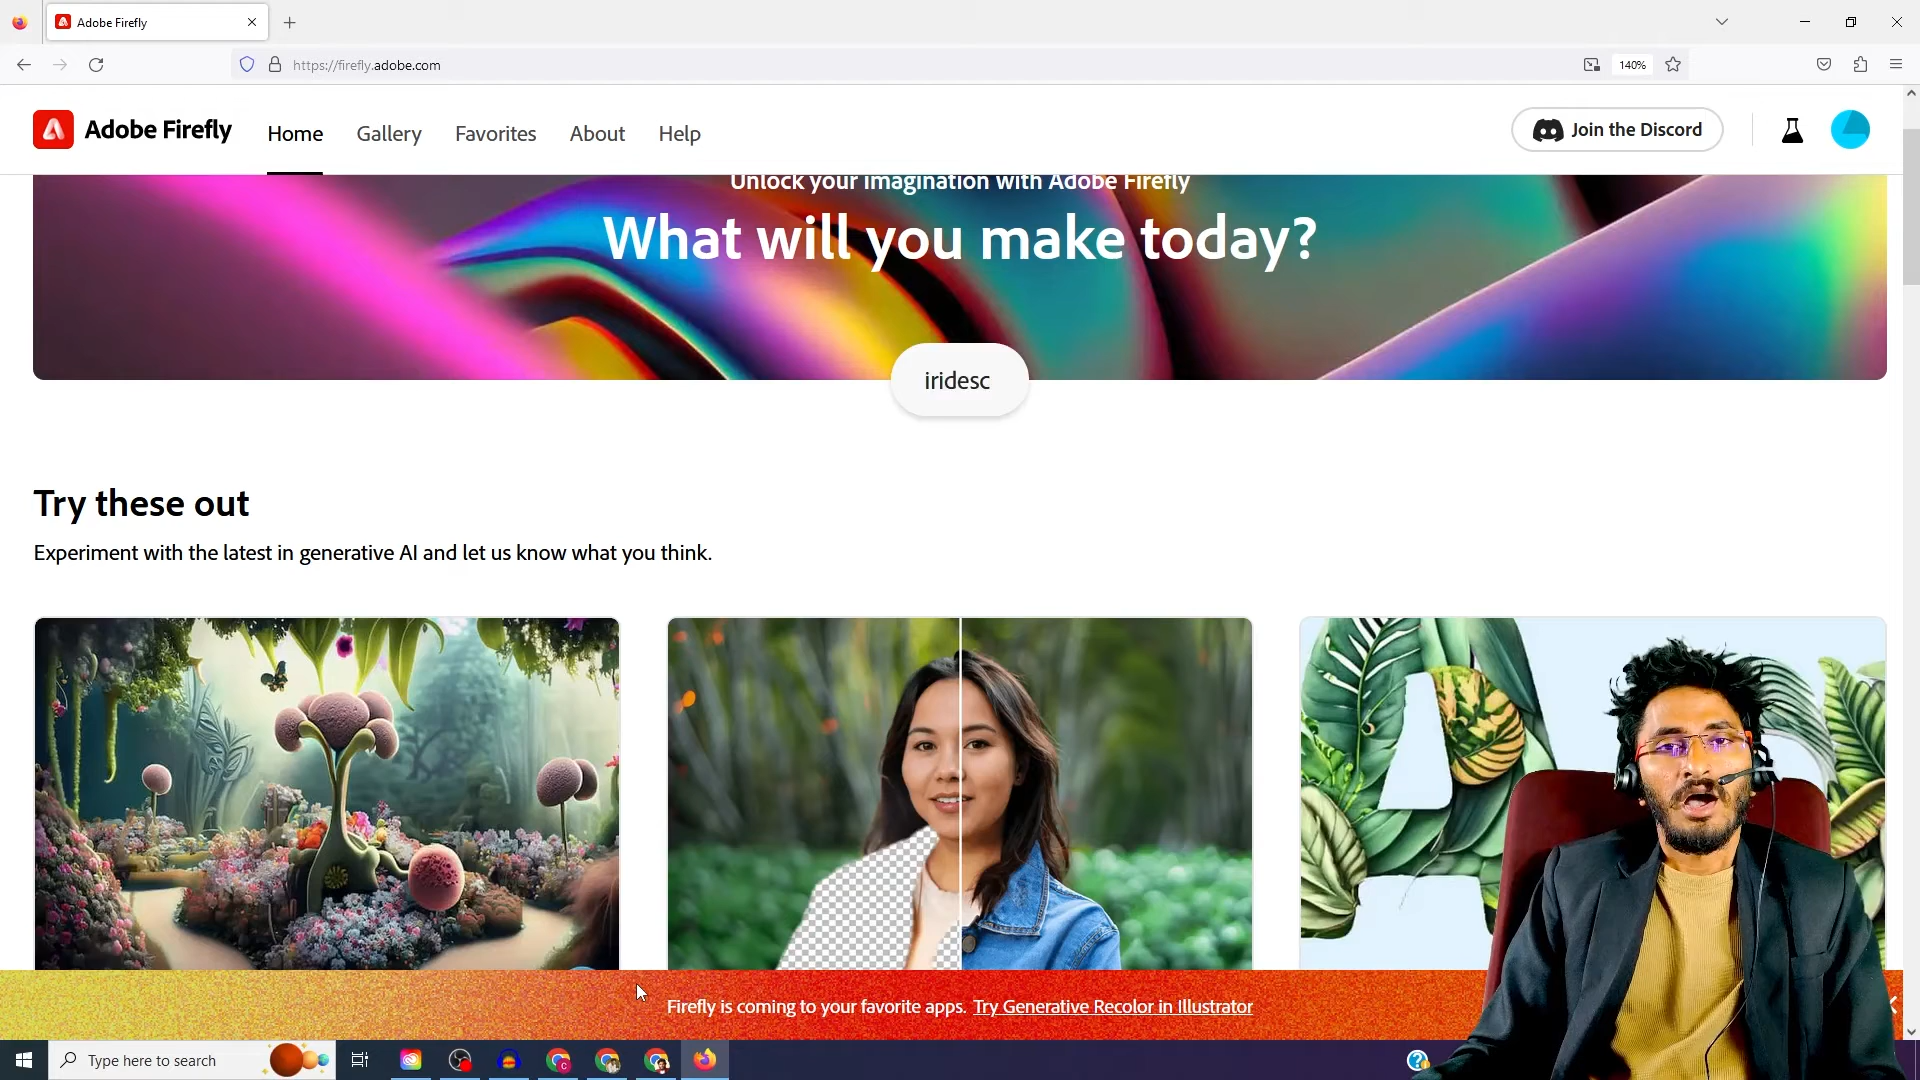 Adobe Firefly
https://firefly.adobe.com
140%
Adobe Firefly
Home
Gallery
Favorites
About
Help
Join the Discord
Unlock your imagination with Adobe Firefly
What will you make today?
iridesc
Try these out
Experiment with the latest in generative AI and let us know what you think.
Firefly is coming to your favorite apps. Try Generative Recolor in Illustrator
Type here to search